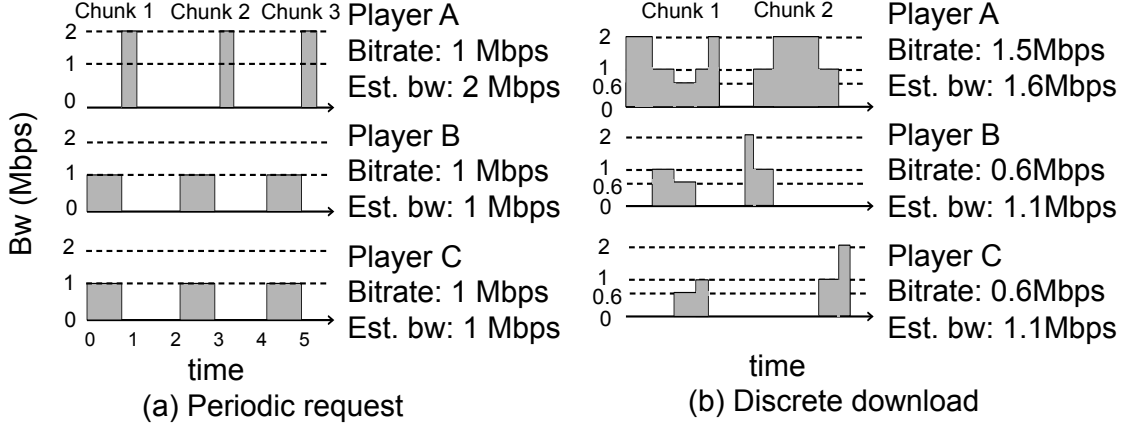 Bw (Mbps)
Chunk 1 Chunk 2 Chunk 3
2
1
0
Player A
Bitrate: 1 Mbps
Est. bw: 2 Mbps
2
1
0
Player B
Bitrate: 1 Mbps
Est. bw: 1 Mbps
2
1
0
Player C
Bitrate: 1 Mbps
Est. bw: 1 Mbps
0 1 2 3 4 5
time
(a) Periodic request
Chunk 1 Chunk 2
2
1
0.6
0
Player A
Bitrate: 1.5Mbps
Est. bw: 1.6Mbps
2
1
0.6
0
Player B
Bitrate: 0.6Mbps
Est. bw: 1.1Mbps
2
1
0.6
0
Player C
Bitrate: 0.6Mbps
Est. bw: 1.1Mbps
time
(b) Discrete download